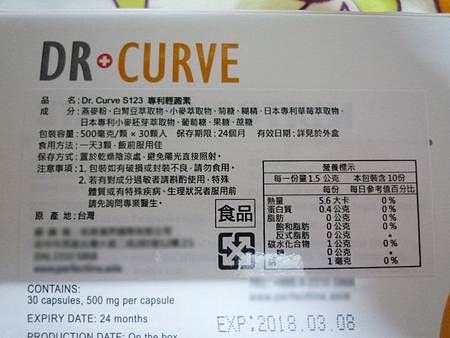 DR CURVE
品 名:Dr. Curve S123 專利輕澱素
成 分:燕麥粉、白腎豆萃取物、小麥萃取物、菊糖、糊精、日本專利草莓萃取物、
日本專利小麥胚芽萃取物、葡萄糖、果糖、蔗糖
包裝容量:500毫克/顆×30顆入 保存期限:24個月 有效日期:詳見於外盒
食用方法:一天3顆, 飯前服用佳
保存方式:置於乾燥陰涼處, 避免陽光直接照射。
注意事項:1. 包裝如有破損或封裝不良, 請勿食用。
2. 若有對成分過敏者請斟酌使用, 特殊
體質或有特殊疾病、生理狀況者服用前
請先詢問專業醫生。
原 產 地:台灣
食品
營養標示
每一份量1.5 公克 本包裝含10份
每份 每日參考值百分比
熱量 5.6 大卡 0%
蛋白質 0.4 公克 0%
脂肪 0 公克 0%
飽和脂肪 0 公克 0%
反式脂肪 0 公克 *
碳水化合物 1 公克 0%
糖 0 公克 *
鈉 1 毫克 0%
CONTAINS:
30 capsules, 500 mg per capsule
EXPIRY DATE: 24 months
PRODUCTION DATE: On the box
EXP:2018.03.08